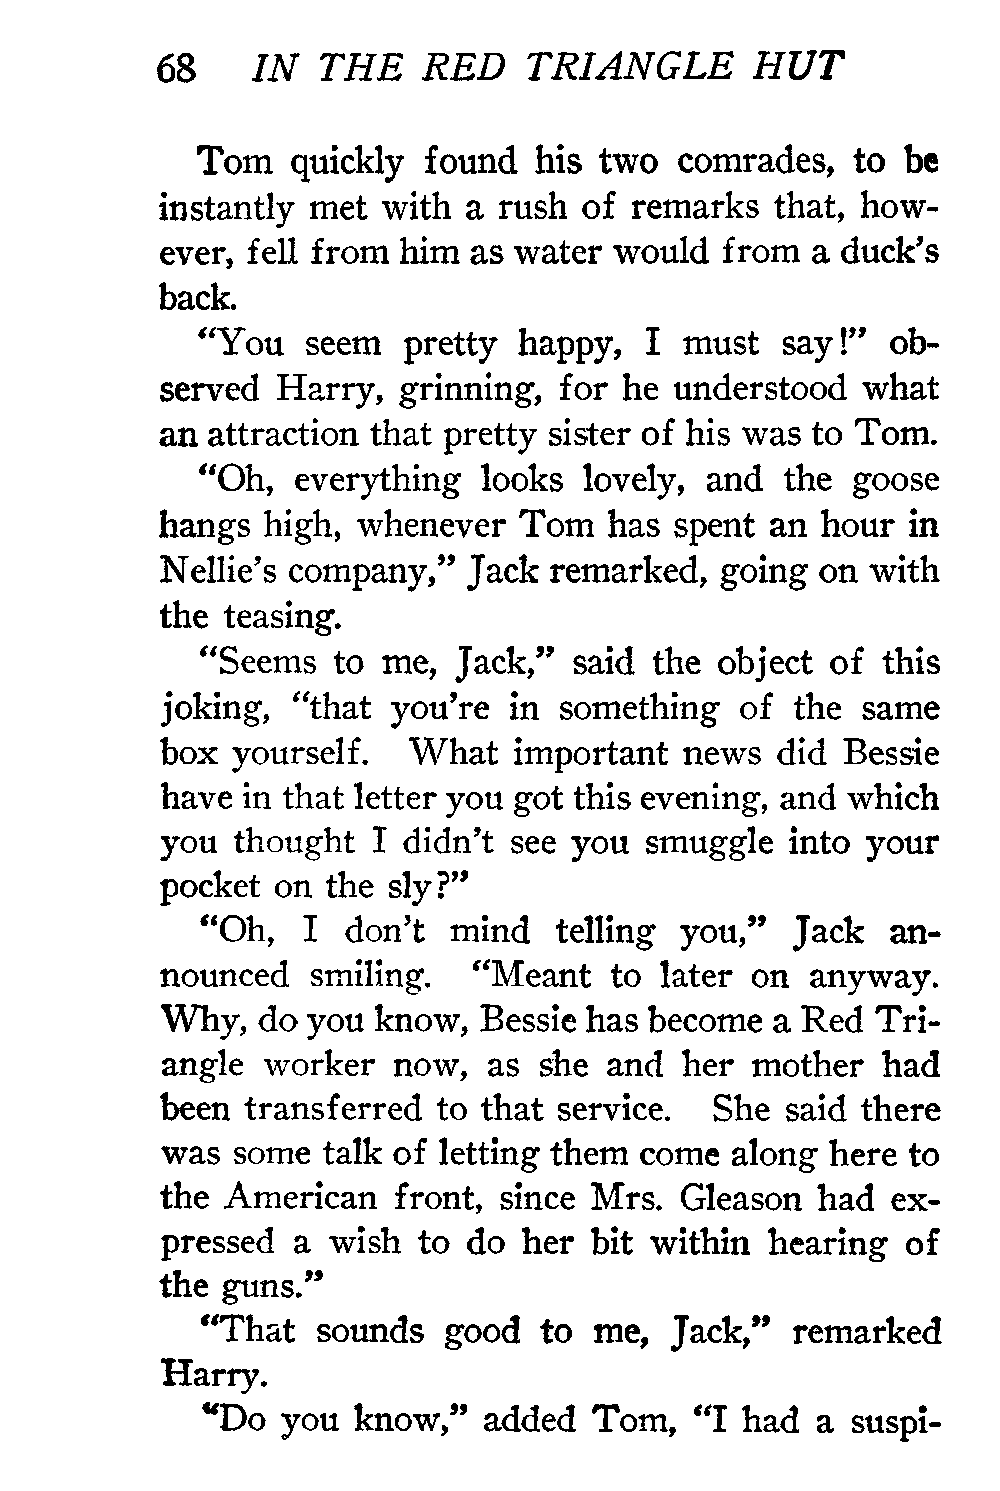 68 IN THE RED TRIANGLE HUT
Tom quickly found his two comrades, to be
instantly met with a rush of remarks that, how-
ever, fell from him as water would from a duck's
back.
"You seem pretty happy, I must say!" ob-
served Harry, grinning, for he understood what
an attraction that pretty sister of his was to Tom.
"Oh, everything looks lovely, and the goose
hangs high, whenever Tom has spent an hour in
Nellie's company," Jack remarked, going on with
the teasing.
"Seems to me, Jack," said the object of this
joking, "that you're in something of the same
box yourself. What important news did Bessie
have in that letter you got this evening, and which
you thought I didn't see you smuggle into your
pocket on the sly?"
"Oh, I don't mind telling you," Jack an-
nounced smiling. "Meant to later on anyway.
Why, do you know, Bessie has become a Red Tri-
angle worker now, as she and her mother had
been transferred to that service. She said there
was some talk of letting them come along here to
the American front, since Mrs. Gleason had ex-
pressed a wish to do her bit within hearing of
the guns."
"That sounds good to me, Jack," remarked
Harry.
"Do you know," added Tom, "I had a suspi-